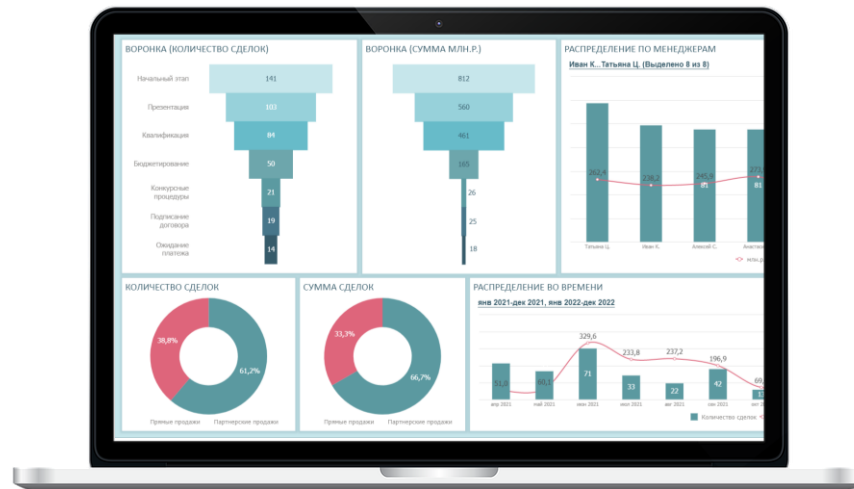 ВОРОНКА (КОЛИЧЕСТВО СДЕЛОК)
Начальный этап 141
Презентация 103
Квалификация 84
Бюджетирование 50
Конкурсные
процедуры 21
Подписание
договора 19
Ожидание
платежа 14
ВОРОНКА (СУММА МЛН.Р.)
812
560
461
165
26
25
18
РАСПРЕДЕЛЕНИЕ ПО МЕНЕДЖЕРАМ
Иван К...Татьяна Ц. (Выделено 8 из 8)
262,9 238,2 245,9
81 81
Татьяна Ц. Иван К. Алексей С.
млн.р
КОЛИЧЕСТВО СДЕЛОК
38,8%
61,2%
Прямые продажи Партнерские продажи
СУММА СДЕЛОК
33,3%
66,7%
Прямые продажи Партнерские продажи
РАСПРЕДЕЛЕНИЕ ВО ВРЕМЕНИ
янв 2021-дек 2021, янв 2022-дек 2022
329,6
233,8 237,2 196,9
60,1 71 33 22 42
апр 2021 май 2021 июн 2021 июл 2021 авг 2021 сен 2021
Количество сделок